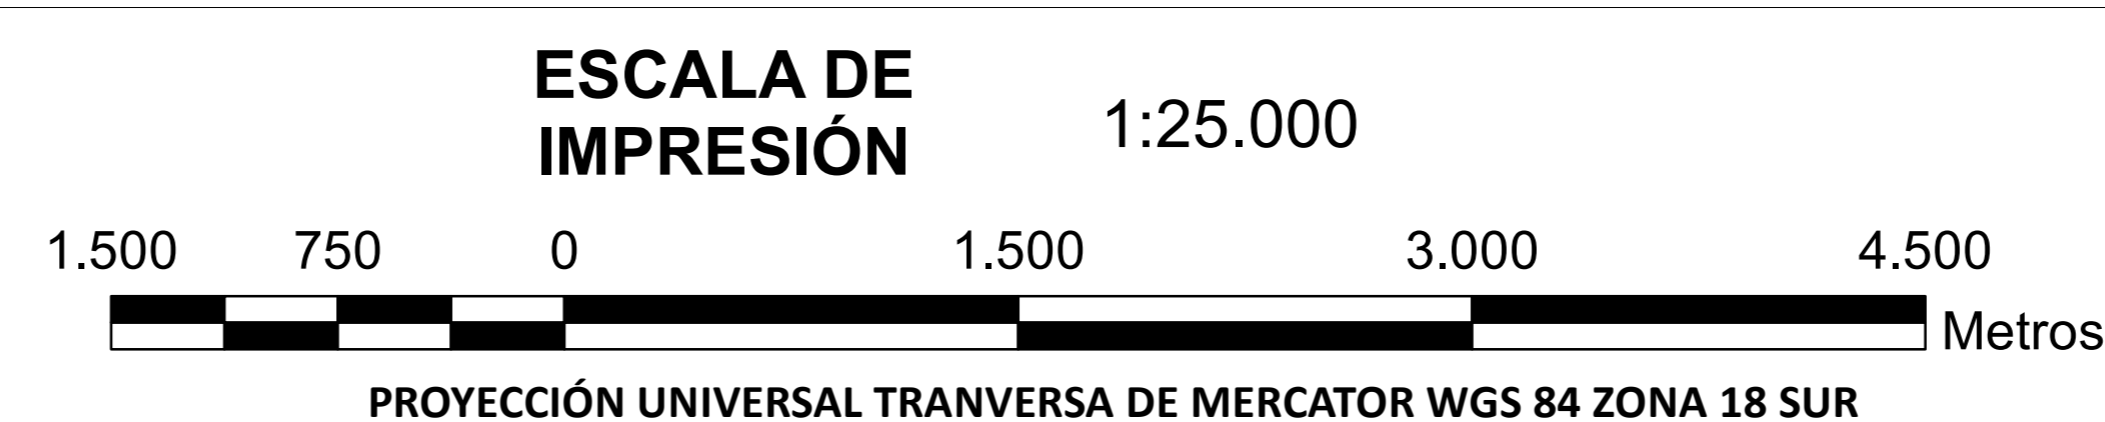 ESCALA DE
IMPRESIÓN
1:25.000
1.500 750 0 1.500 3.000 4.500
Metros
PROYECCIÓN UNIVERSAL TRANVERSA DE MERCATOR WGS 84 ZONA 18 SUR